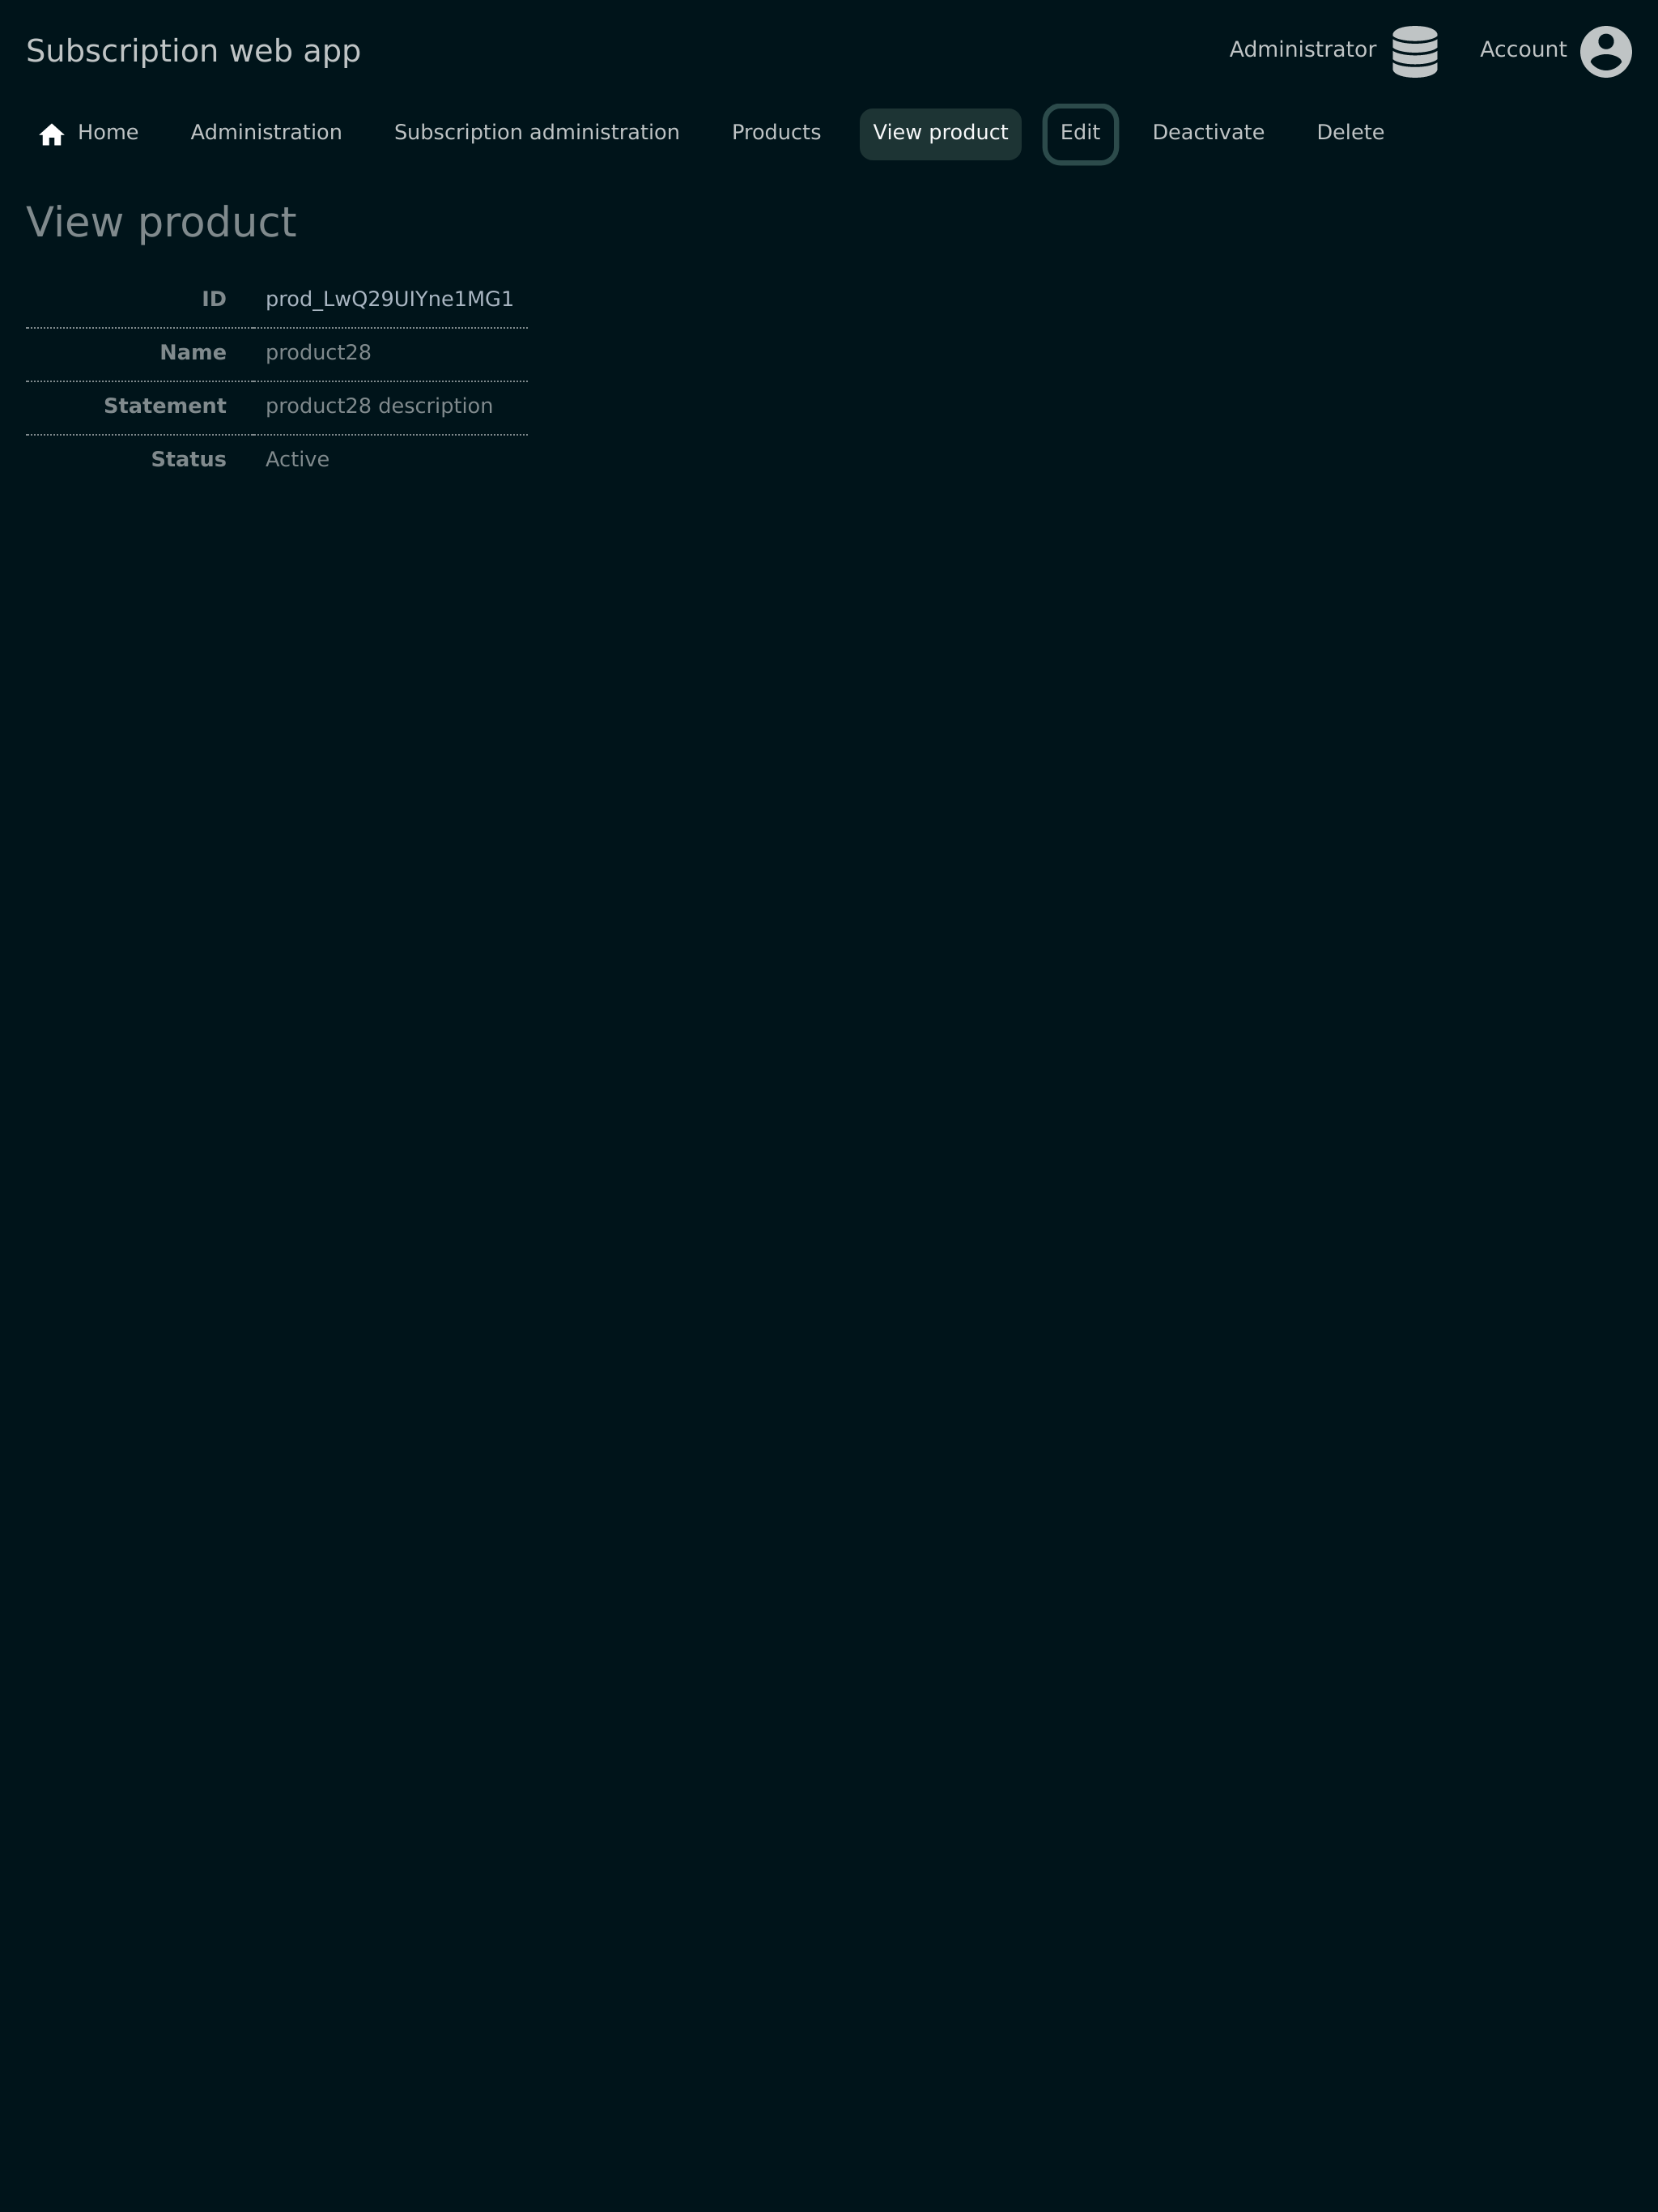 Subscription web app
Administrator Account
Home Administration Subscription administration Products View product Edit Deactivate Delete
View product
ID prod_LwQ29UIYne1MG1
Name product28
Statement product28 description
Status Active